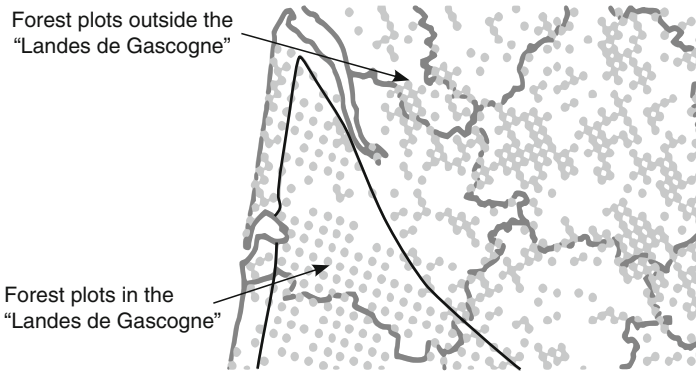 Forest plots outside the
“Landes de Gascogne”
Forest plots in the
“Landes de Gascogne”